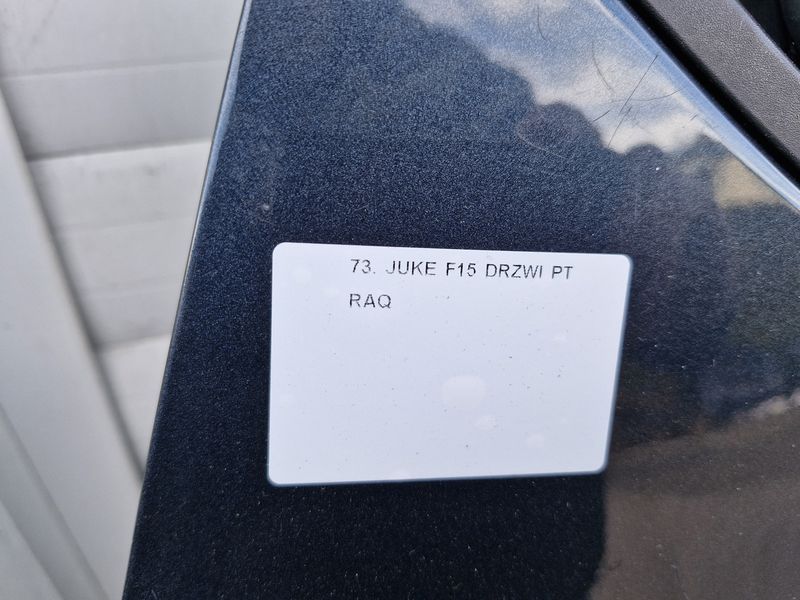 73. JUKE F15 DRZWI PT
RAQ